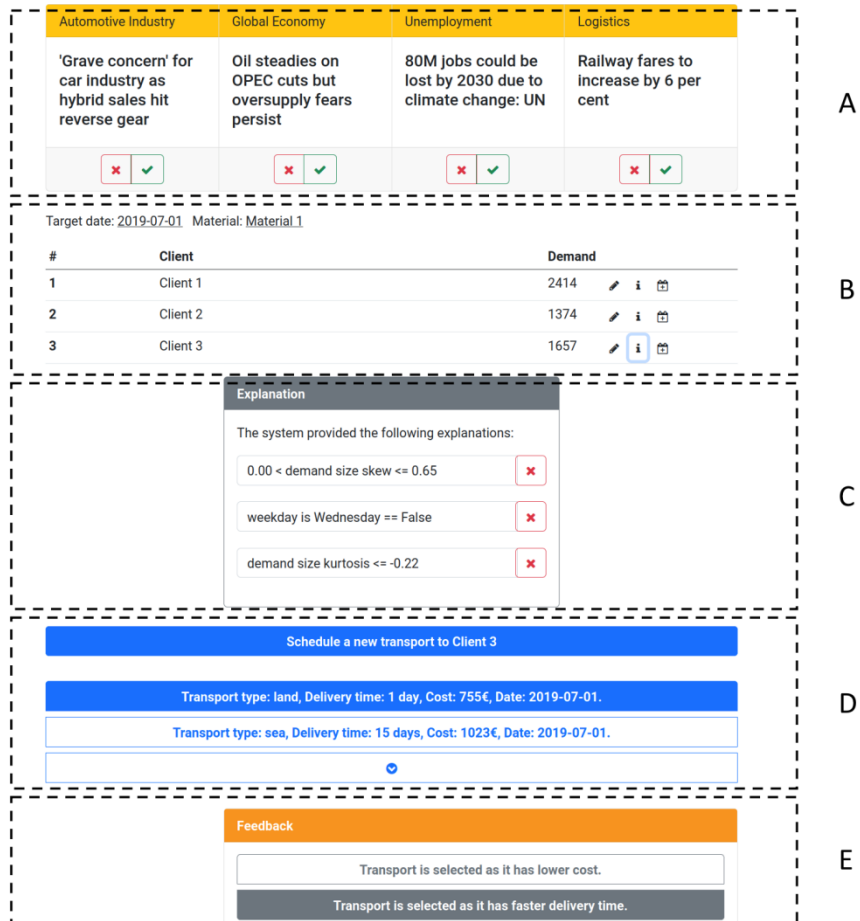 Automotive Industry
Global Economy
Unemployment
Logistics
'Grave concern' for
car industry as
hybrid sales hit
reverse gear
Oil steadies on
OPEC cuts but
oversupply fears
persist
80M jobs could be
lost by 2030 due to
climate change: UN
Railway fares to
increase by 6 per
cent
A
Target date: 2019-07-01 Material: Material 1
# Client Demand
1 Client 1 2414
2 Client 2 1374
3 Client 3 1657
B
Explanation
The system provided the following explanations:
0.00 < demand size skew <= 0.65
weekday is Wednesday == False
demand size kurtosis <= -0.22
C
Schedule a new transport to Client 3
Transport type: land, Delivery time: 1 day, Cost: 755€, Date: 2019-07-01.
Transport type: sea, Delivery time: 15 days, Cost: 1023€, Date: 2019-07-01.
D
Feedback
Transport is selected as it has lower cost.
Transport is selected as it has faster delivery time.
E